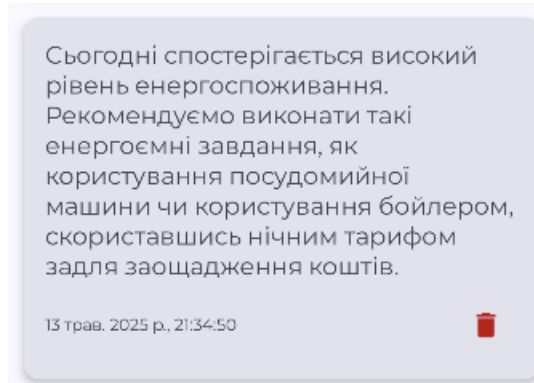 Сьогодні спостерігається високий
рівень енергоспоживання.
Рекомендуємо виконати такі
енергоємні завдання, як
користування посудомийної
машини чи користування бойлером,
скориставшись нічним тарифом
задля заощадження коштів.
13 трав. 2025 р., 21:34:50